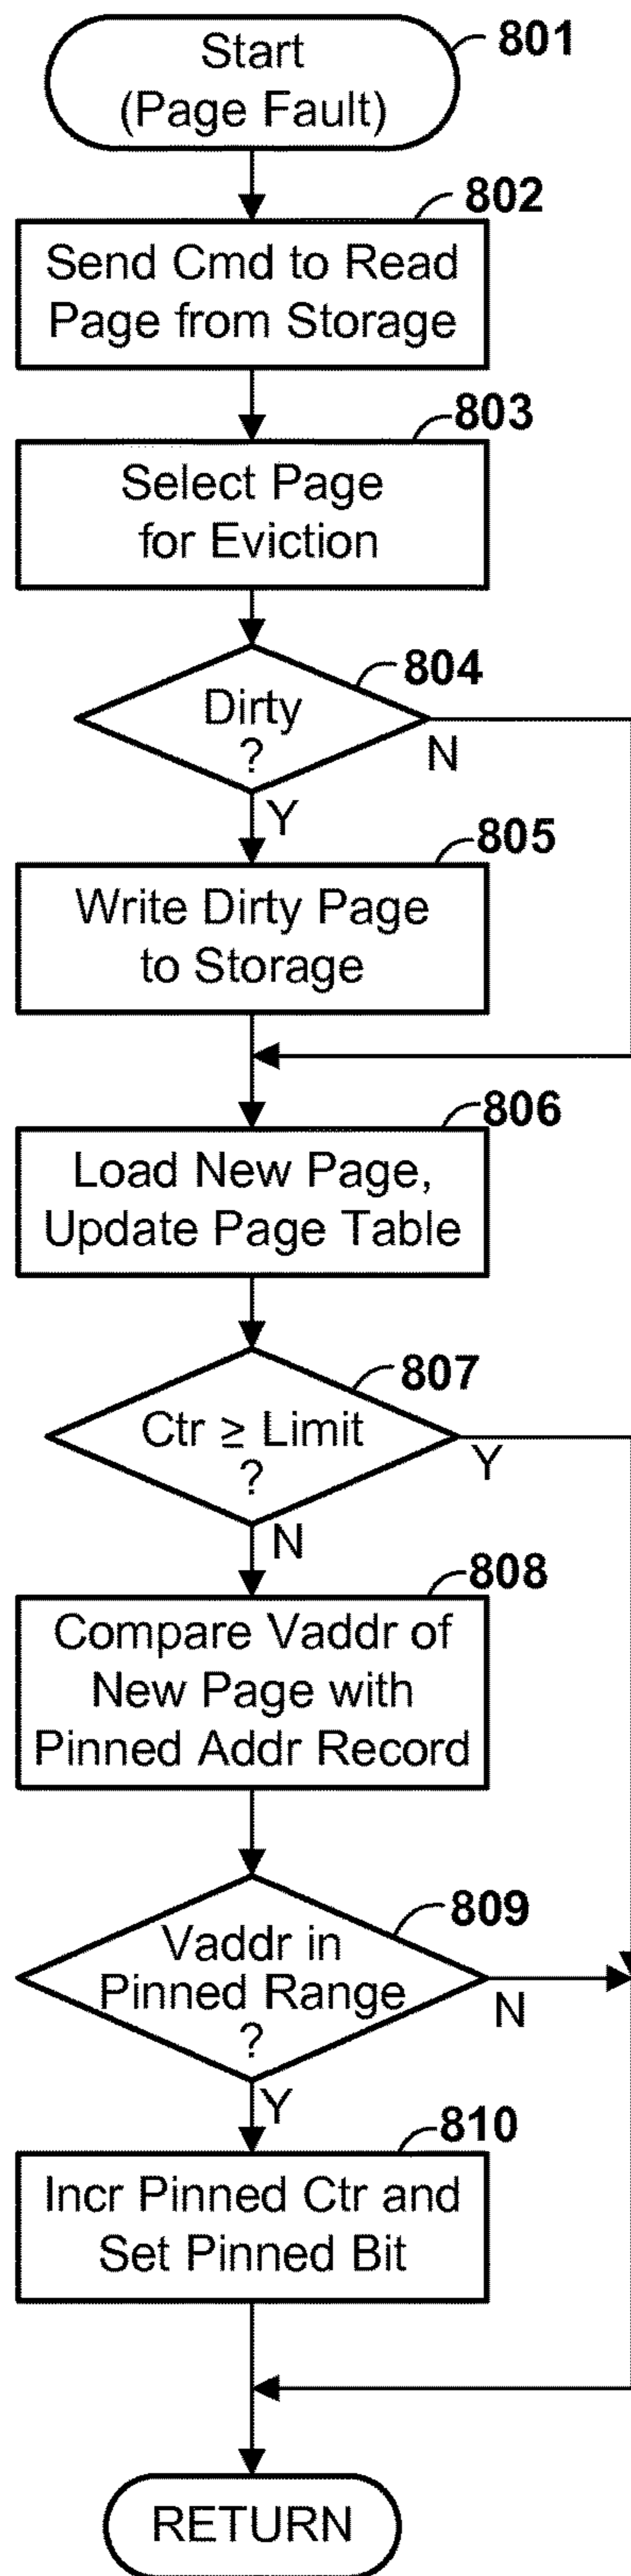 Start
(Page Fault)
801
802
Send Cmd to Read
Page from Storage
803
Select Page
for Eviction
804
Dirty
?
N
Y
805
Write Dirty Page
to Storage
806
Load New Page,
Update Page Table
807
Ctr ≥ Limit
?
Y
N
808
Compare Vaddr of
New Page with
Pinned Addr Record
809
Vaddr in
Pinned Range
?
N
Y
810
Incr Pinned Ctr and
Set Pinned Bit
RETURN